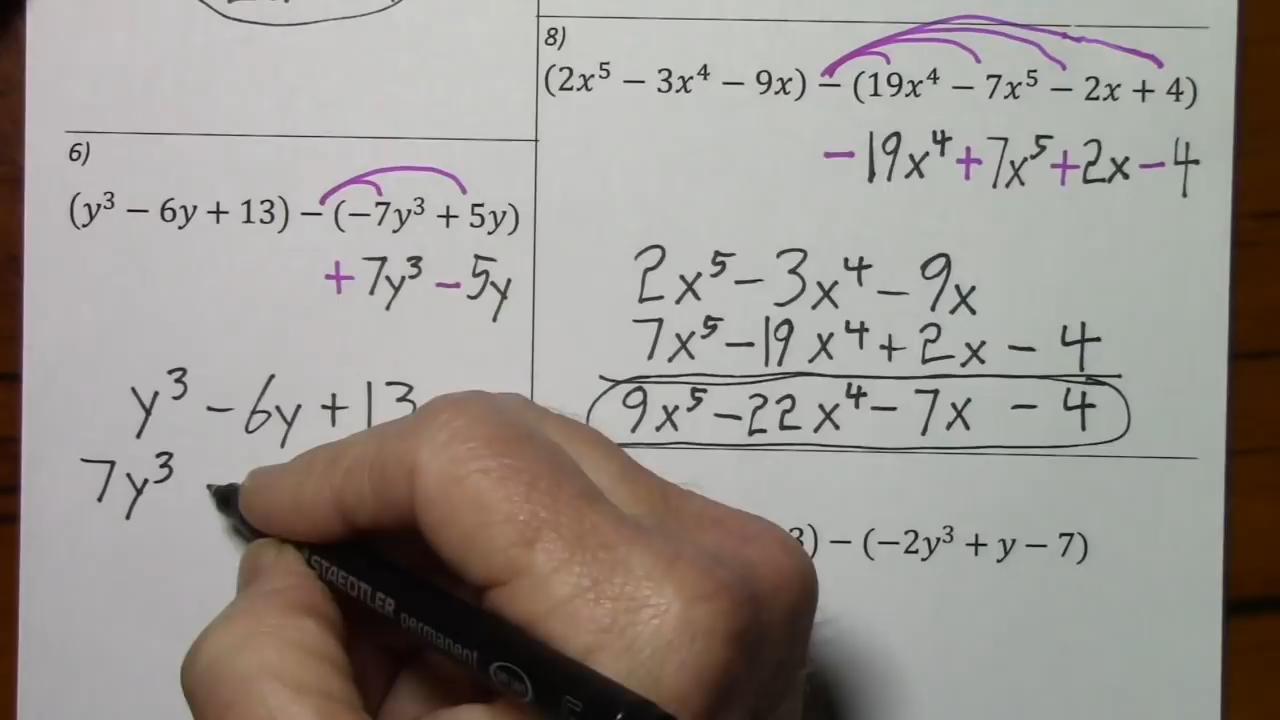 6)
(y³ − 6y + 13) − (−7y³ + 5y)
+7y³ −5y
y³ − 6y + 13
7y³
8)
(2x⁵ − 3x⁴ − 9x) − (19x⁴ − 7x⁵ − 2x + 4)
−19x⁴ +7x⁵ +2x −4
2x⁵ − 3x⁴ − 9x
7x⁵ − 19x⁴ + 2x − 4
9x⁵ − 22x⁴ − 7x − 4
3) − (−2y³ + y − 7)
STAEDTLER permanent